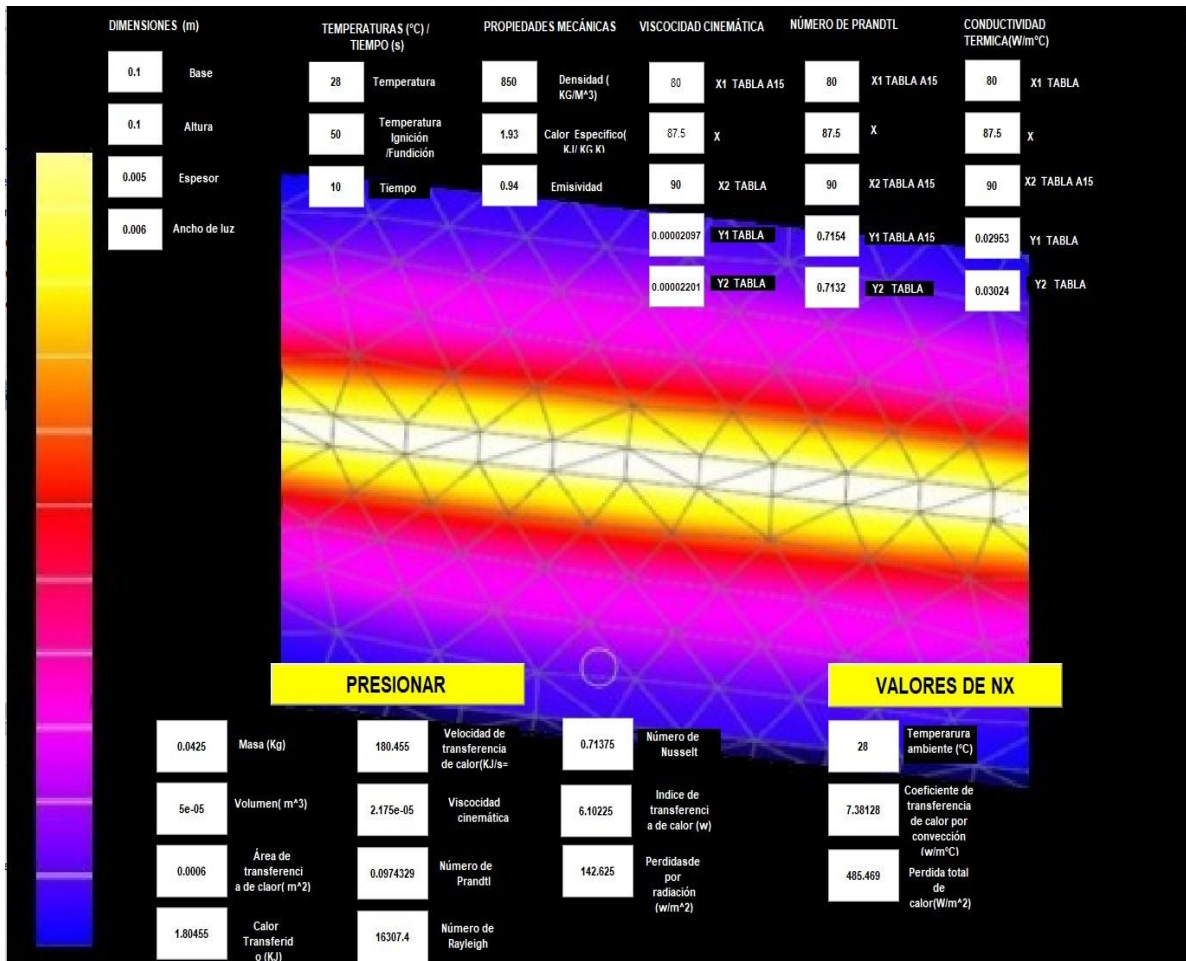 DIMENSIONES (m)
0.1 Base
0.1 Altura
0.005 Espesor
0.006 Ancho de luz
TEMPERATURAS (°C) /
TIEMPO (s)
28 Temperatura
50 Temperatura
Ignición
/Fundición
10 Tiempo
PROPIEDADES MECÁNICAS
850 Densidad (
KG/M^3)
1.93 Calor Especifico(
KJ/ KG K)
0.94 Emisividad
VISCOCIDAD CINEMÁTICA
80 X1 TABLA A15
87.5 X
90 X2 TABLA
0.00002097 Y1 TABLA
0.00002201 Y2 TABLA
NÚMERO DE PRANDTL
80 X1 TABLA A15
87.5 X
90 X2 TABLA A15
0.7154 Y1 TABLA A15
0.7132 Y2 TABLA
CONDUCTIVIDAD
TERMICA(W/m°C)
80 X1 TABLA
87.5 X
90 X2 TABLA A15
0.02953 Y1 TABLA
0.03024 Y2 TABLA
PRESIONAR
VALORES DE NX
0.0425 Masa (Kg)
5e-05 Volumen( m^3)
0.0006 Área de
transferenci
a de claor( m^2)
1.80455 Calor
Transferid
o (KJ)
180.455 Velocidad de
transferencia
de calor(KJ/s=
2.175e-05 Viscocidad
cinemática
0.0974329 Número de
Prandtl
16307.4 Número de
Rayleigh
0.71375 Número de
Nusselt
6.10225 Indice de
transferenci
a de calor (w)
142.625 Perdidasde
por
radiación
(w/m^2)
28 Temperarura
ambiente (°C)
7.38128 Coeficiente de
transferencia
de calor por
convección
(w/m°C)
485.469 Perdida total
de
calor(W/m^2)